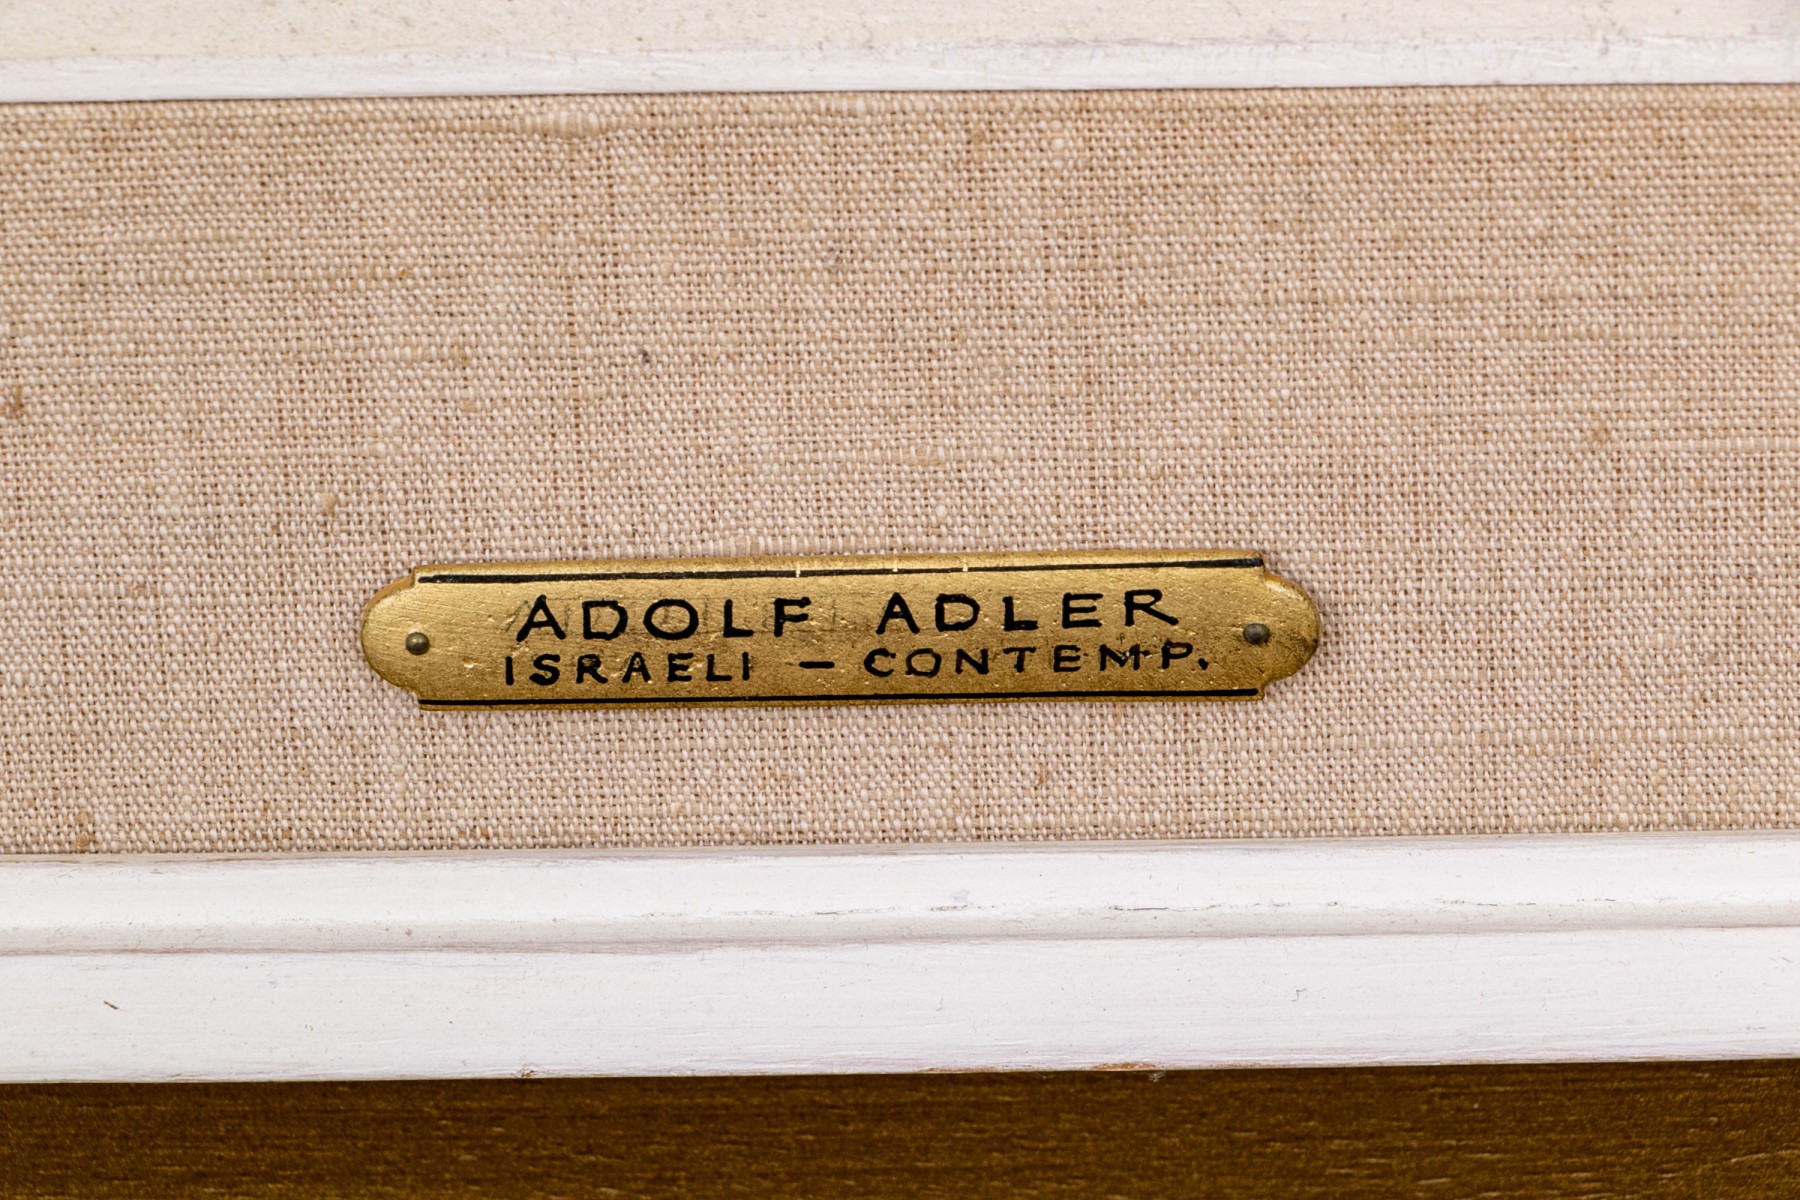 ADOLF ADLER
ISRAELI – CONTEMP.